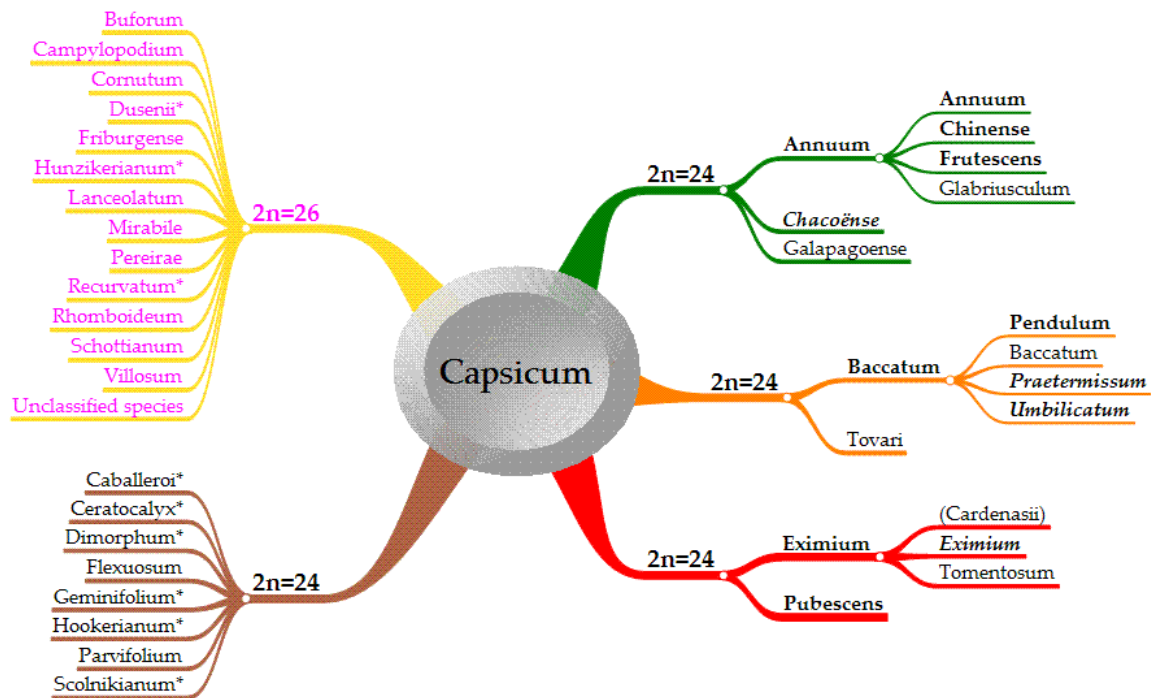 Buforum
Campylopodium
Cornutum
Dusenii*
Friburgense
Hunzikerianum*
Lanceolatum
Mirabile
Pereirae
Recurvatum*
Rhomboideum
Schottianum
Villosum
Unclassified species
2n=26
Caballeroi*
Ceratocalyx*
Dimorphum*
Flexuosum
Geminifolium*
Hookerianum*
Parvifolium
Scolnikianum*
2n=24
Capsicum
2n=24
Annuum
Annuum
Chinense
Frutescens
Glabriusculum
Chacoënse
Galapagoense
2n=24
Baccatum
Pendulum
Baccatum
Praetermissum
Umbilicatum
Tovari
2n=24
Eximium
(Cardenasii)
Eximium
Tomentosum
Pubescens